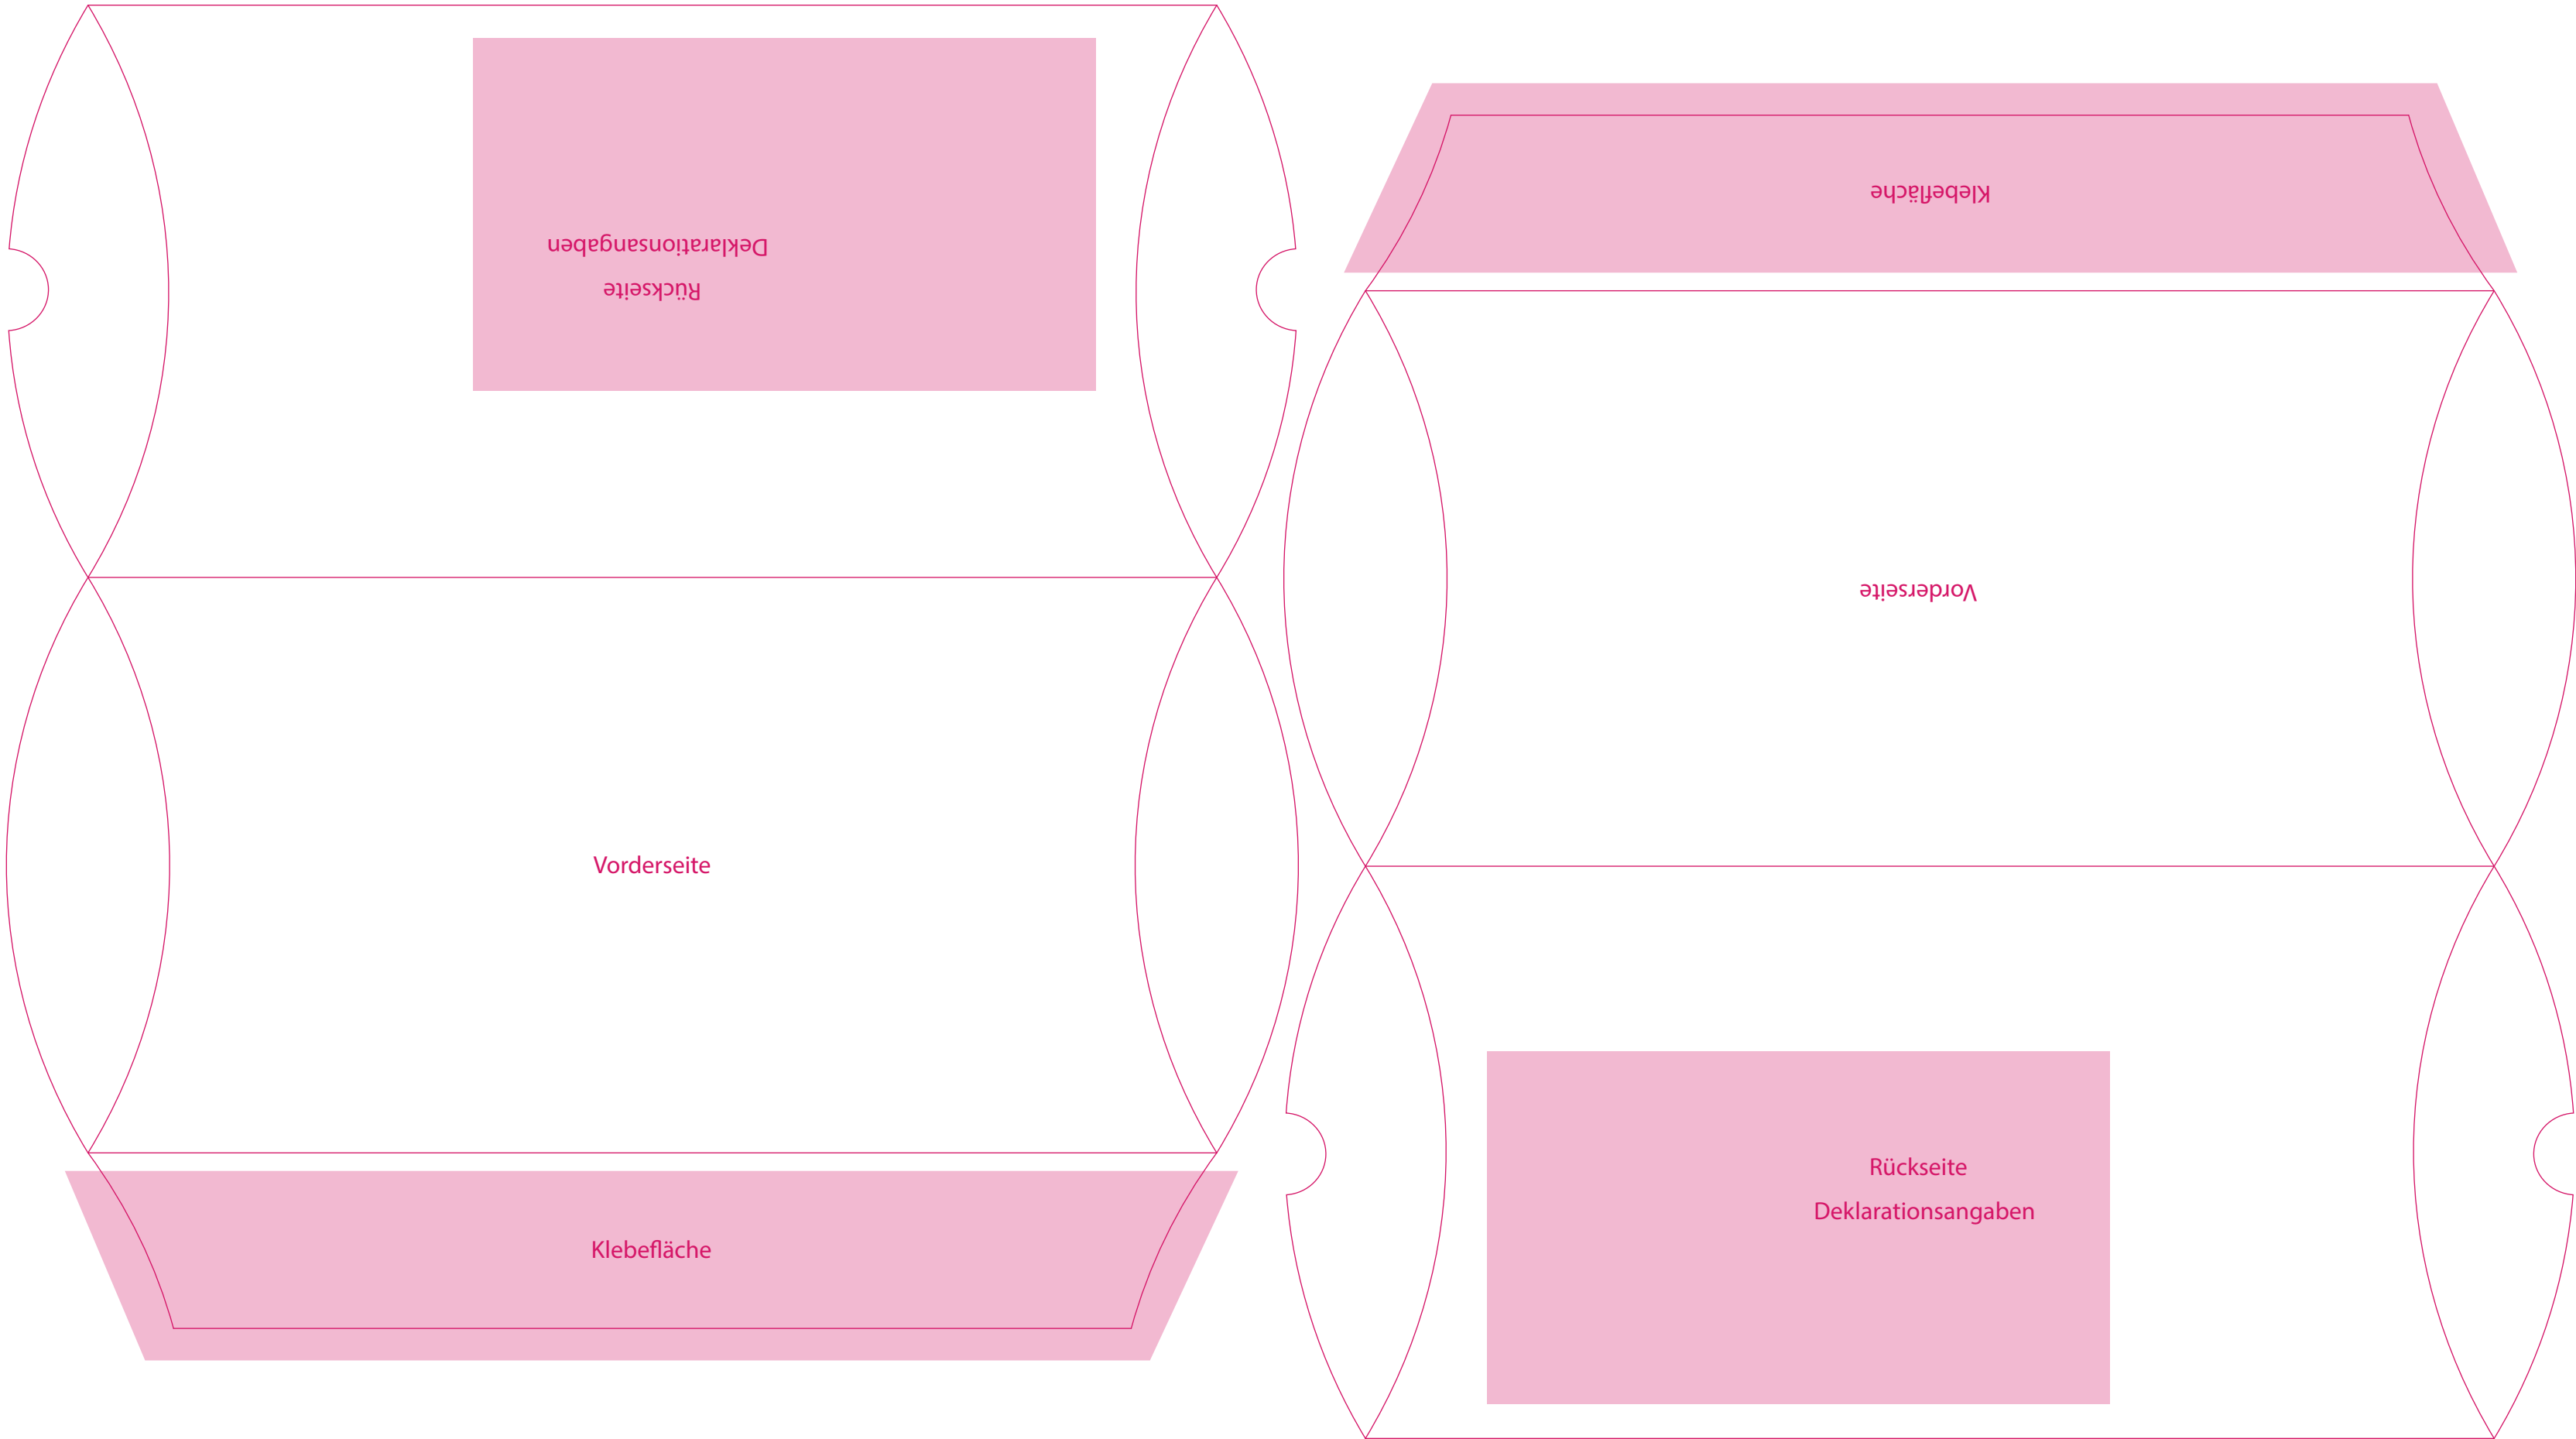 Rückseite
Deklarationsangaben
Vorderseite
Klebefläche
Klebefläche
Vorderseite
Rückseite
Deklarationsangaben